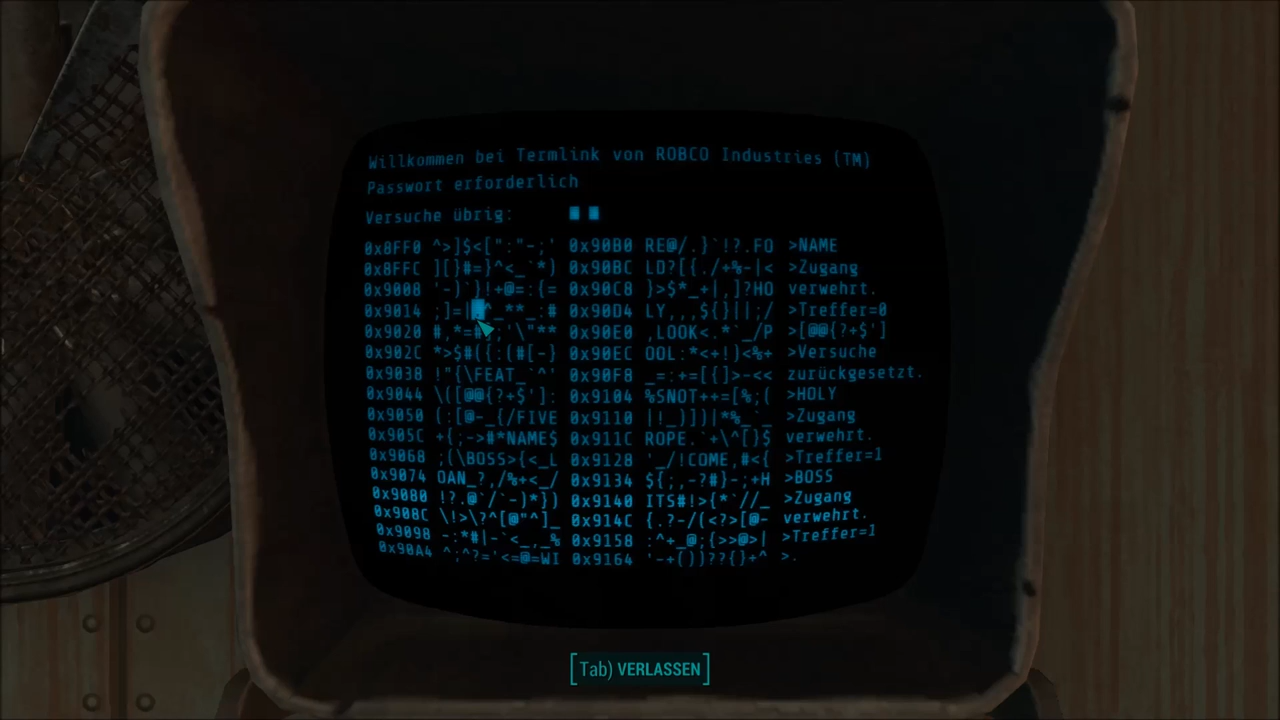 Willkommen bei Termlink von ROBCO Industries (TM)
Passwort erforderlich
Versuche übrig: ■ ■
0x8FF0 ^>]$<[":"-;' 0x90B0 RE@/.}`!?.FO >NAME
0x8FFC ][}#=}^<_`*) 0x90BC LD?[{./+%-|< >Zugang
0x9008 '-)`}!+@=:{= 0x90C8 }>$*_+|,]?HO verwehrt.
0x9014 ;]=|.^_**_:# 0x90D4 LY,,,${}||;/ >Treffer=0
0x9020 #,*=#,;'\"** 0x90E0 ,LOOK<.*`_/P >[@@{?+$']
0x902C *>$#({:(#[-} 0x90EC OOL:*<+!)<%+ >Versuche
0x9038 !"{\FEAT_`^' 0x90F8 _=:+=[{]>-<< zurückgesetzt.
0x9044 \([@@{?+$']: 0x9104 %SNOT++=[%;( >HOLY
0x9050 (:[@-_{/FIVE 0x9110 |!_)])|*%_`_ >Zugang
0x905C +{;->#*NAME$ 0x911C ROPE.`+\^[}$ verwehrt.
0x9068 ;(\BOSS>{<_L 0x9128 '_/!COME,#<{ >Treffer=1
0x9074 OAN_?,/%+<_/ 0x9134 ${;,-?#}-;+H >BOSS
0x9080 !?.@`/`-)*}) 0x9140 ITS#!>{*`//_ >Zugang
0x908C \!>\?^[@"^]_ 0x914C {.?-/(<?>[@- verwehrt.
0x9098 -:*#|-`<_,_% 0x9158 :^+_@;{>>@>| >Treffer=1
0x90A4 ^;^?='<=@=WI 0x9164 '-+())??{}+^ >.
[Tab) VERLASSEN]